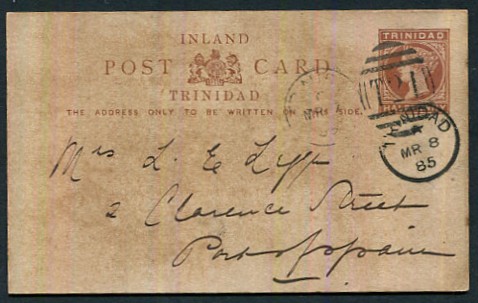 INLAND
POST CARD
TRINIDAD
THE ADDRESS ONLY TO BE WRITTEN ON THIS SIDE.
TRINIDAD
HALF
TRINIDAD
MR 8
85
Mrs L. E.
2 Clarence Street
Port of Spain